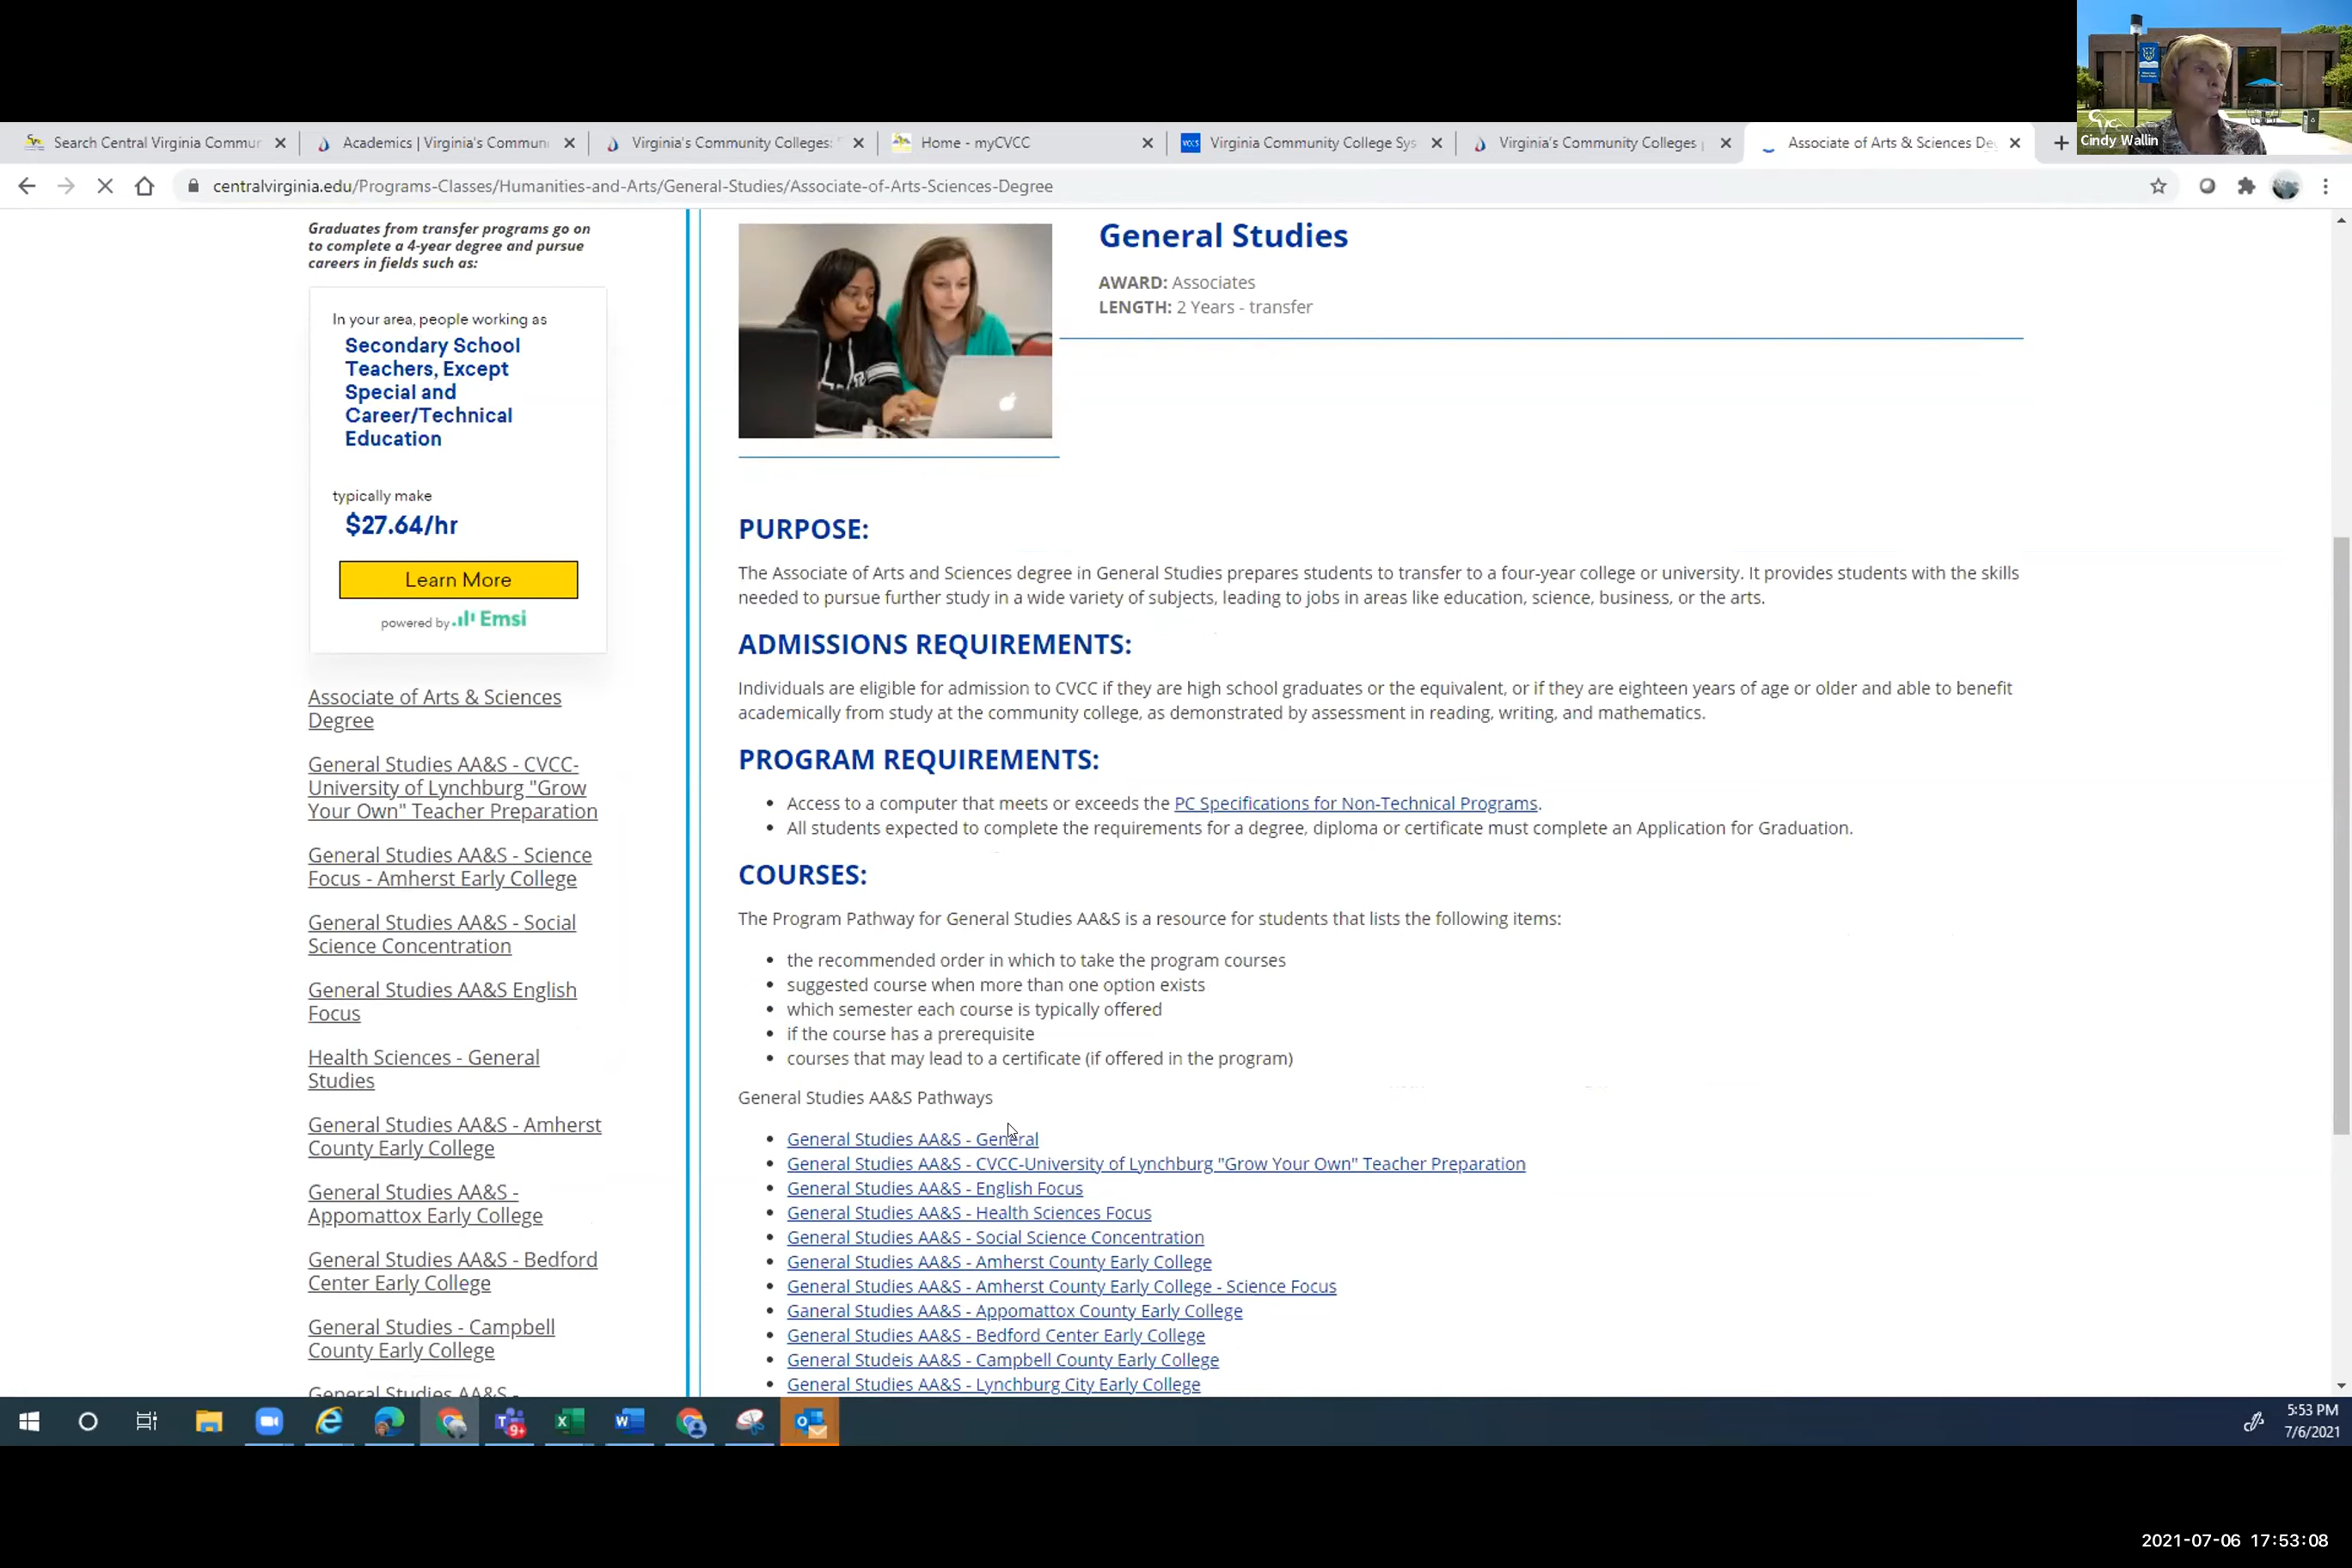 Cindy Wallin
Search Central Virginia Commur
Academics | Virginia's Commun
Virginia's Community Colleges:
Home - myCVCC
Virginia Community College Sys
Virginia's Community Colleges
Associate of Arts & Sciences De
centralvirginia.edu/Programs-Classes/Humanities-and-Arts/General-Studies/Associate-of-Arts-Sciences-Degree
Graduates from transfer programs go on
to complete a 4-year degree and pursue
careers in fields such as:
In your area, people working as
Secondary School
Teachers, Except
Special and
Career/Technical
Education
typically make
$27.64/hr
Learn More
powered by Emsi
Associate of Arts & Sciences
Degree
General Studies AA&S - CVCC-
University of Lynchburg "Grow
Your Own" Teacher Preparation
General Studies AA&S - Science
Focus - Amherst Early College
General Studies AA&S - Social
Science Concentration
General Studies AA&S English
Focus
Health Sciences - General
Studies
General Studies AA&S - Amherst
County Early College
General Studies AA&S -
Appomattox Early College
General Studies AA&S - Bedford
Center Early College
General Studies - Campbell
County Early College
General Studies AA&S -
General Studies
AWARD: Associates
LENGTH: 2 Years - transfer
PURPOSE:
The Associate of Arts and Sciences degree in General Studies prepares students to transfer to a four-year college or university. It provides students with the skills
needed to pursue further study in a wide variety of subjects, leading to jobs in areas like education, science, business, or the arts.
ADMISSIONS REQUIREMENTS:
Individuals are eligible for admission to CVCC if they are high school graduates or the equivalent, or if they are eighteen years of age or older and able to benefit
academically from study at the community college, as demonstrated by assessment in reading, writing, and mathematics.
PROGRAM REQUIREMENTS:
• Access to a computer that meets or exceeds the PC Specifications for Non-Technical Programs.
• All students expected to complete the requirements for a degree, diploma or certificate must complete an Application for Graduation.
COURSES:
The Program Pathway for General Studies AA&S is a resource for students that lists the following items:
• the recommended order in which to take the program courses
• suggested course when more than one option exists
• which semester each course is typically offered
• if the course has a prerequisite
• courses that may lead to a certificate (if offered in the program)
General Studies AA&S Pathways
• General Studies AA&S - General
• General Studies AA&S - CVCC-University of Lynchburg "Grow Your Own" Teacher Preparation
• General Studies AA&S - English Focus
• General Studies AA&S - Health Sciences Focus
• General Studies AA&S - Social Science Concentration
• General Studies AA&S - Amherst County Early College
• General Studies AA&S - Amherst County Early College - Science Focus
• Ganeral Studies AA&S - Appomattox County Early College
• General Studies AA&S - Bedford Center Early College
• General Studeis AA&S - Campbell County Early College
• General Studies AA&S - Lynchburg City Early College
9+
5:53 PM
7/6/2021
2021-07-06 17:53:08